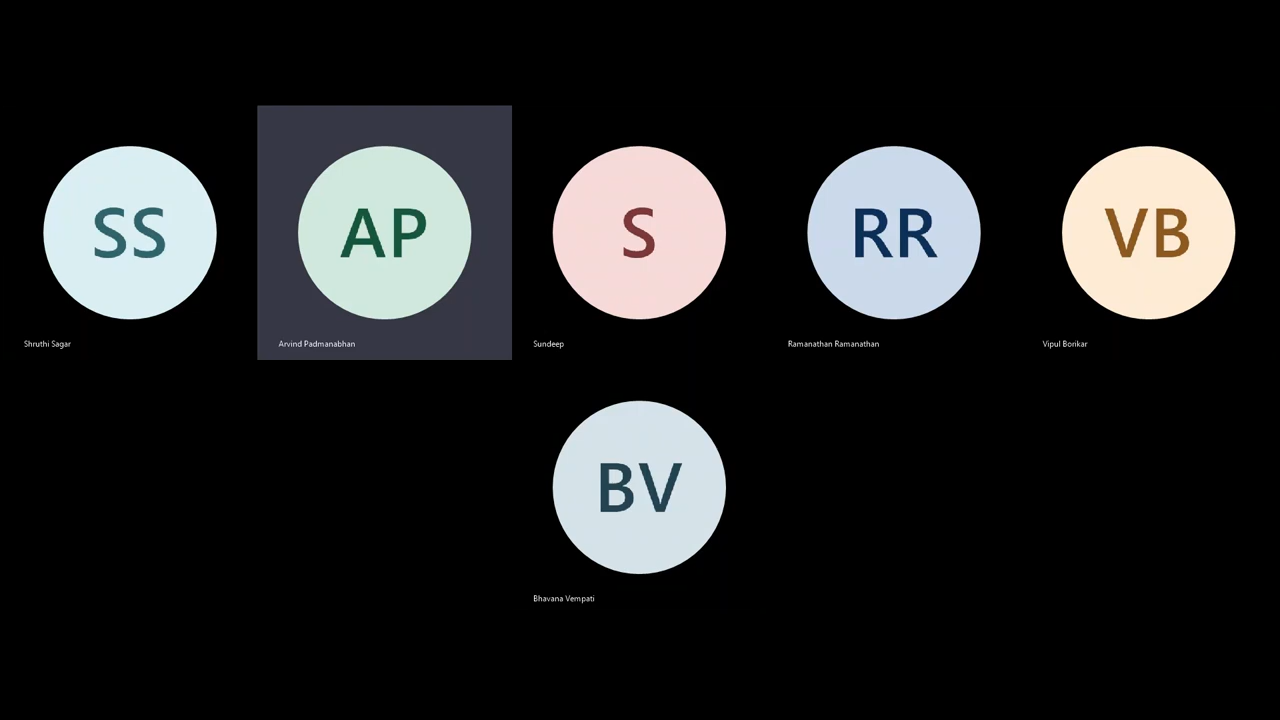 SS
AP
S
RR
VB
Shruthi Sagar
Arvind Padmanabhan
Sundeep
Ramanathan Ramanathan
Vipul Borikar
BV
Bhavana Vempati